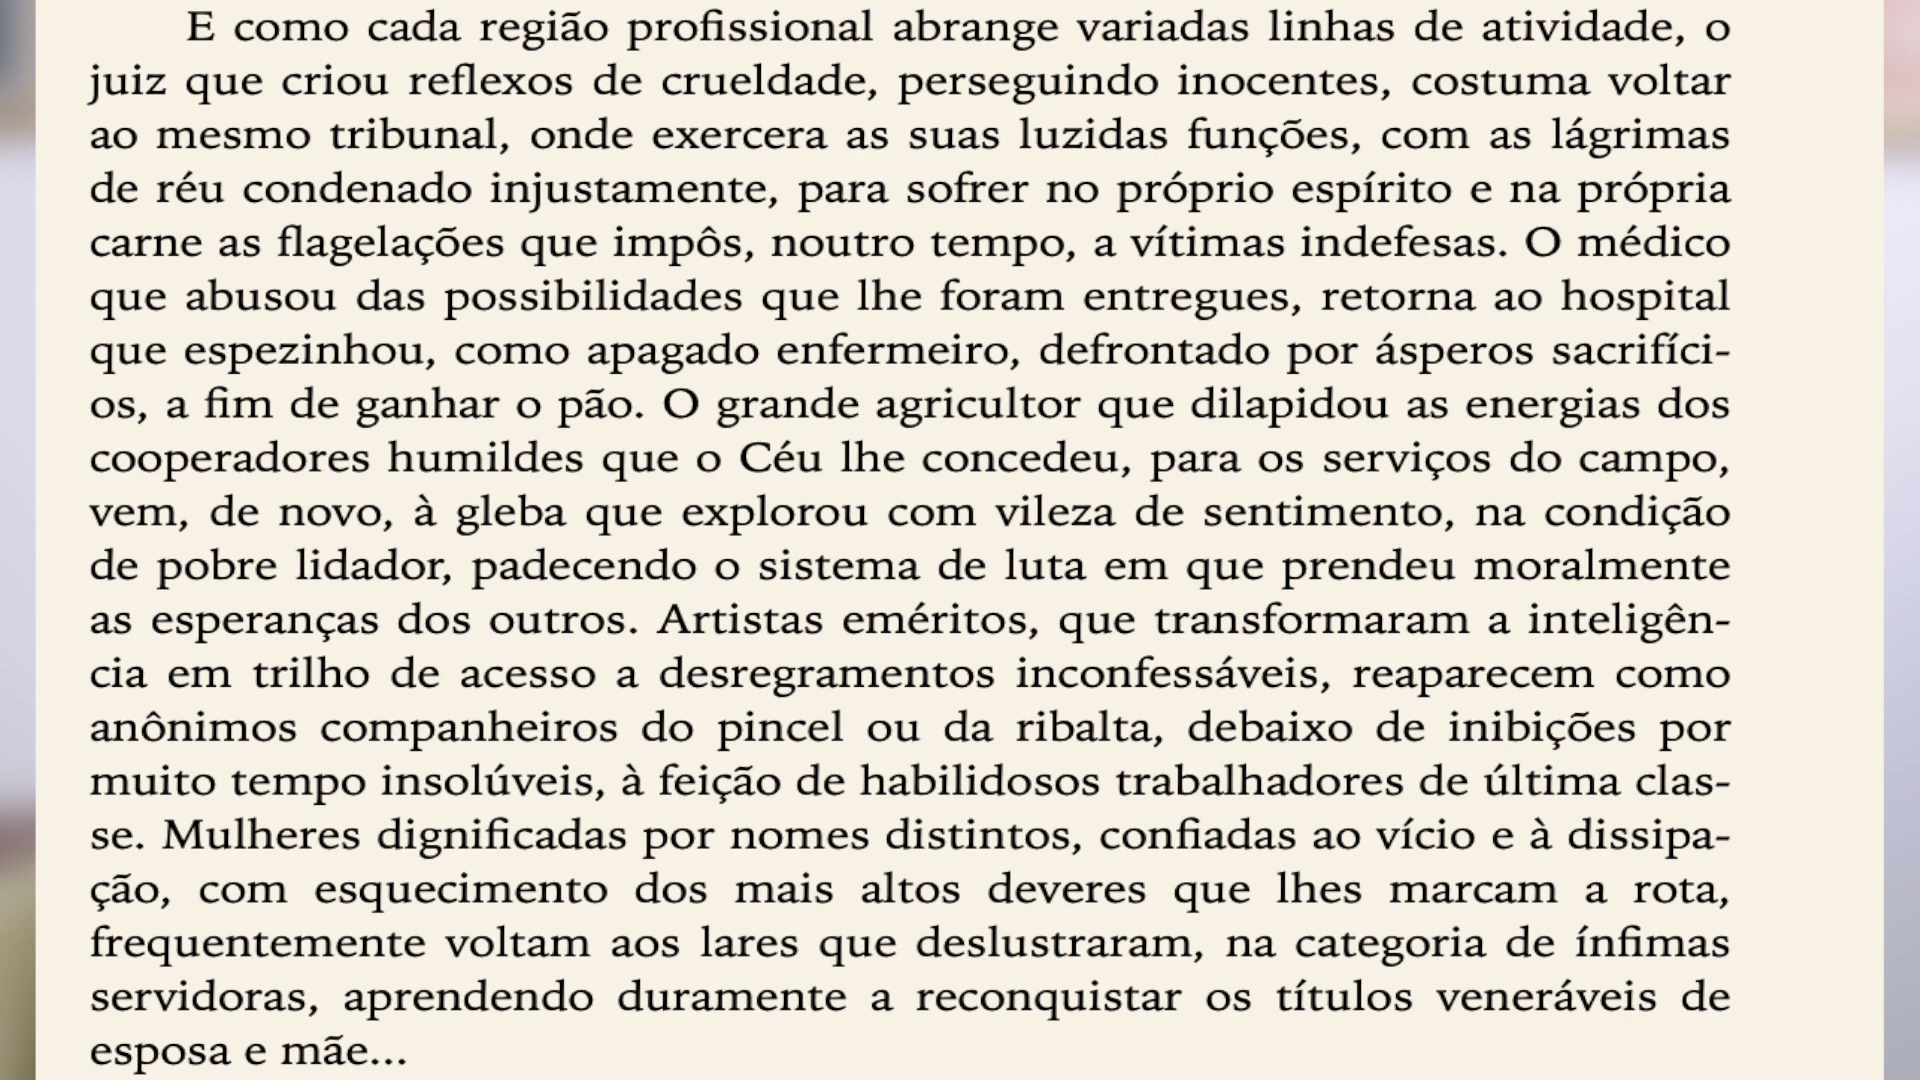 E como cada região profissional abrange variadas linhas de atividade, o
juiz que criou reflexos de crueldade, perseguindo inocentes, costuma voltar
ao mesmo tribunal, onde exercera as suas luzidas funções, com as lágrimas
de réu condenado injustamente, para sofrer no próprio espírito e na própria
carne as flagelações que impôs, noutro tempo, a vítimas indefesas. O médico
que abusou das possibilidades que lhe foram entregues, retorna ao hospital
que espezinhou, como apagado enfermeiro, defrontado por ásperos sacrifíci-
os, a fim de ganhar o pão. O grande agricultor que dilapidou as energias dos
cooperadores humildes que o Céu lhe concedeu, para os serviços do campo,
vem, de novo, à gleba que explorou com vileza de sentimento, na condição
de pobre lidador, padecendo o sistema de luta em que prendeu moralmente
as esperanças dos outros. Artistas eméritos, que transformaram a inteligên-
cia em trilho de acesso a desregramentos inconfessáveis, reaparecem como
anônimos companheiros do pincel ou da ribalta, debaixo de inibições por
muito tempo insolúveis, à feição de habilidosos trabalhadores de última clas-
se. Mulheres dignificadas por nomes distintos, confiadas ao vício e à dissipa-
ção, com esquecimento dos mais altos deveres que lhes marcam a rota,
frequentemente voltam aos lares que deslustraram, na categoria de ínfimas
servidoras, aprendendo duramente a reconquistar os títulos veneráveis de
esposa e mãe...